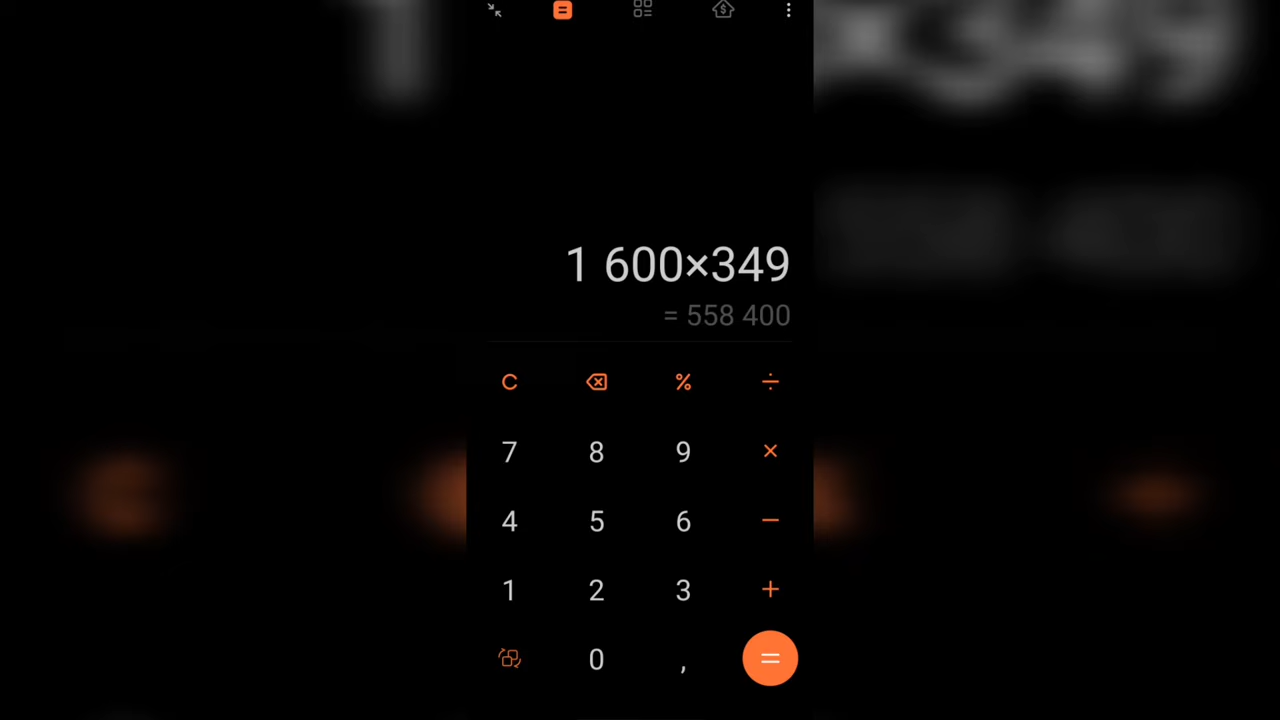 1 600×349
= 558 400
C % ÷
7 8 9 ×
4 5 6 −
1 2 3 +
0 , =